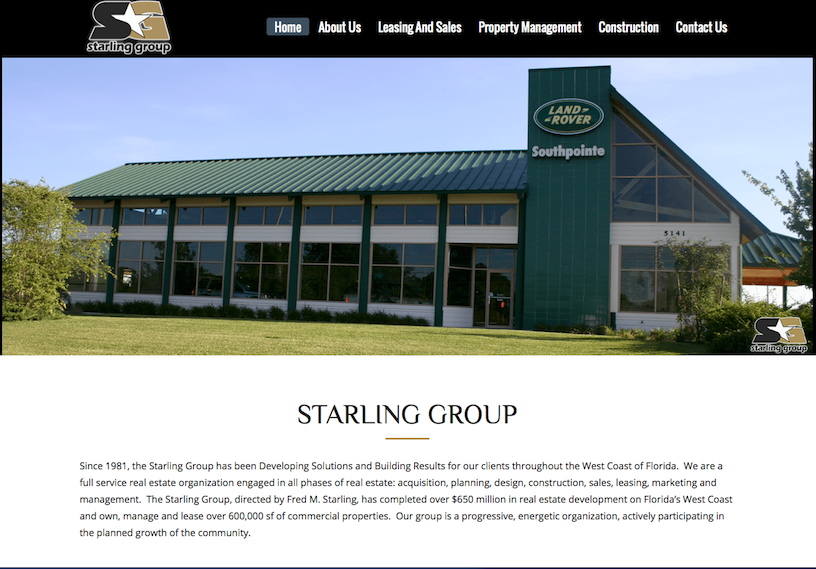 SG
starling group
Home About Us Leasing And Sales Property Management Construction Contact Us
LAND-
-ROVER
Southpointe
5141
SG
starling group
STARLING GROUP
Since 1981, the Starling Group has been Developing Solutions and Building Results for our clients throughout the West Coast of Florida.  We are a
full service real estate organization engaged in all phases of real estate: acquisition, planning, design, construction, sales, leasing, marketing and
management.  The Starling Group, directed by Fred M. Starling, has completed over $650 million in real estate development on Florida's West Coast
and own, manage and lease over 600,000 sf of commercial properties.  Our group is a progressive, energetic organization, actively participating in
the planned growth of the community.